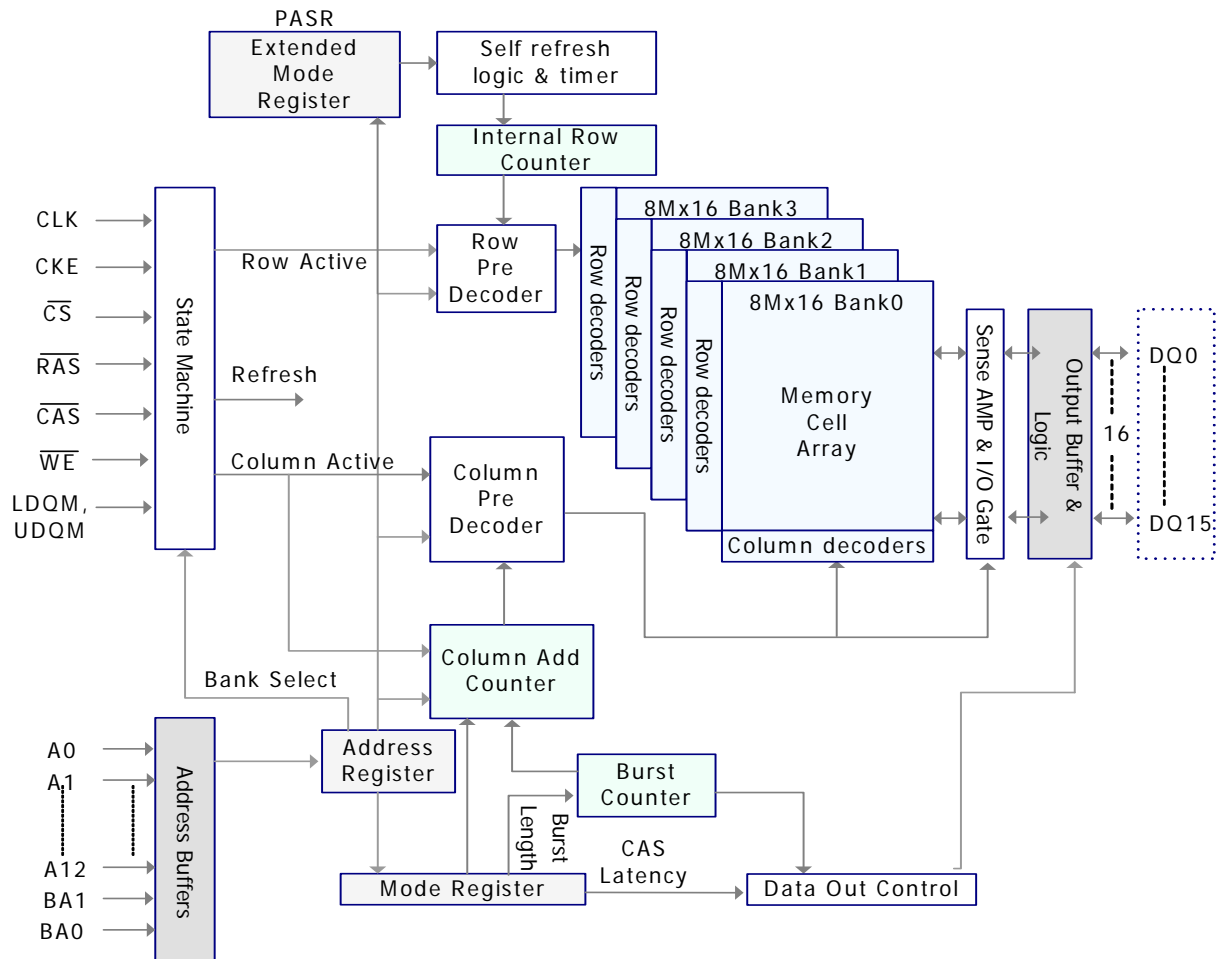 PASR
Extended
Mode
Register
Self refresh
logic & timer
Internal Row
Counter
CLK
CKE
CS
RAS
CAS
WE
LDQM,
UDQM
State Machine
Row Active
Refresh
Column Active
Row
Pre
Decoder
Column
Pre
Decoder
8Mx16 Bank3
8Mx16 Bank2
8Mx16 Bank1
8Mx16 Bank0
Row decoders
Row decoders
Row decoders
Row decoders
Memory
Cell
Array
Column decoders
Sense AMP & I/O Gate
Output Buffer &
Logic
16
DQ0
DQ15
Bank Select
Column Add
Counter
A0
A1
A12
BA1
BA0
Address Buffers
Address
Register
Burst
Counter
Burst
Length
CAS
Latency
Mode Register
Data Out Control